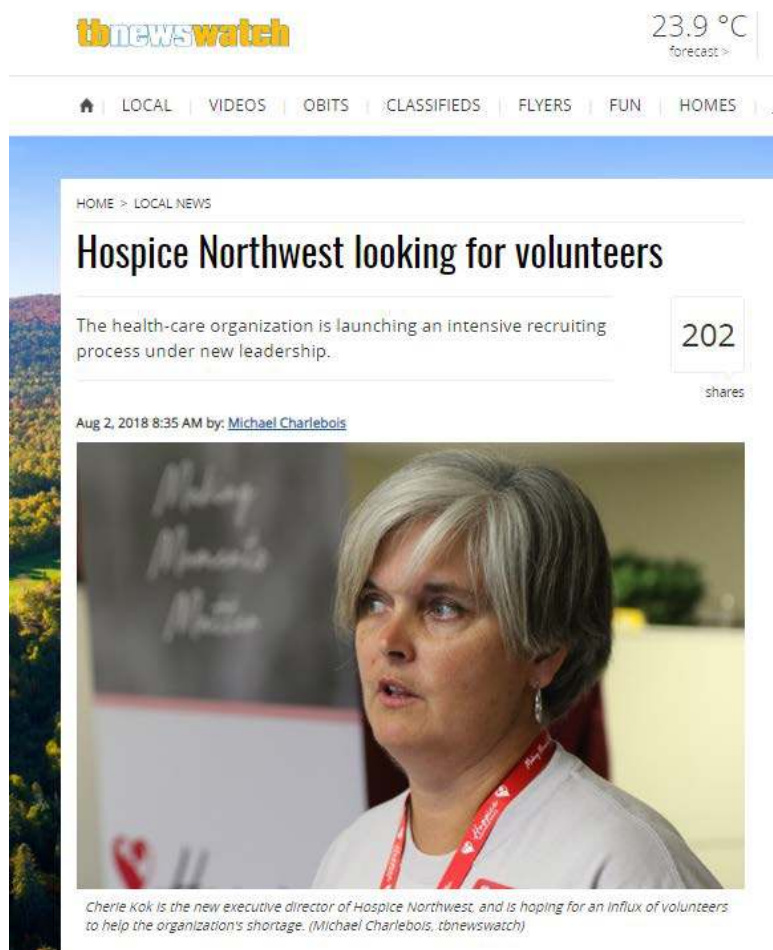 tbnewswatch
23.9 °C
forecast >
LOCAL VIDEOS OBITS CLASSIFIEDS FLYERS FUN HOMES
HOME > LOCAL NEWS
Hospice Northwest looking for volunteers
The health-care organization is launching an intensive recruiting
process under new leadership.
202
shares
Aug 2, 2018 8:35 AM by: Michael Charlebois
Making
Moments
Matter
Hospice
Cherie Kok is the new executive director of Hospice Northwest, and is hoping for an influx of volunteers
to help the organization's shortage. (Michael Charlebois, tbnewswatch)